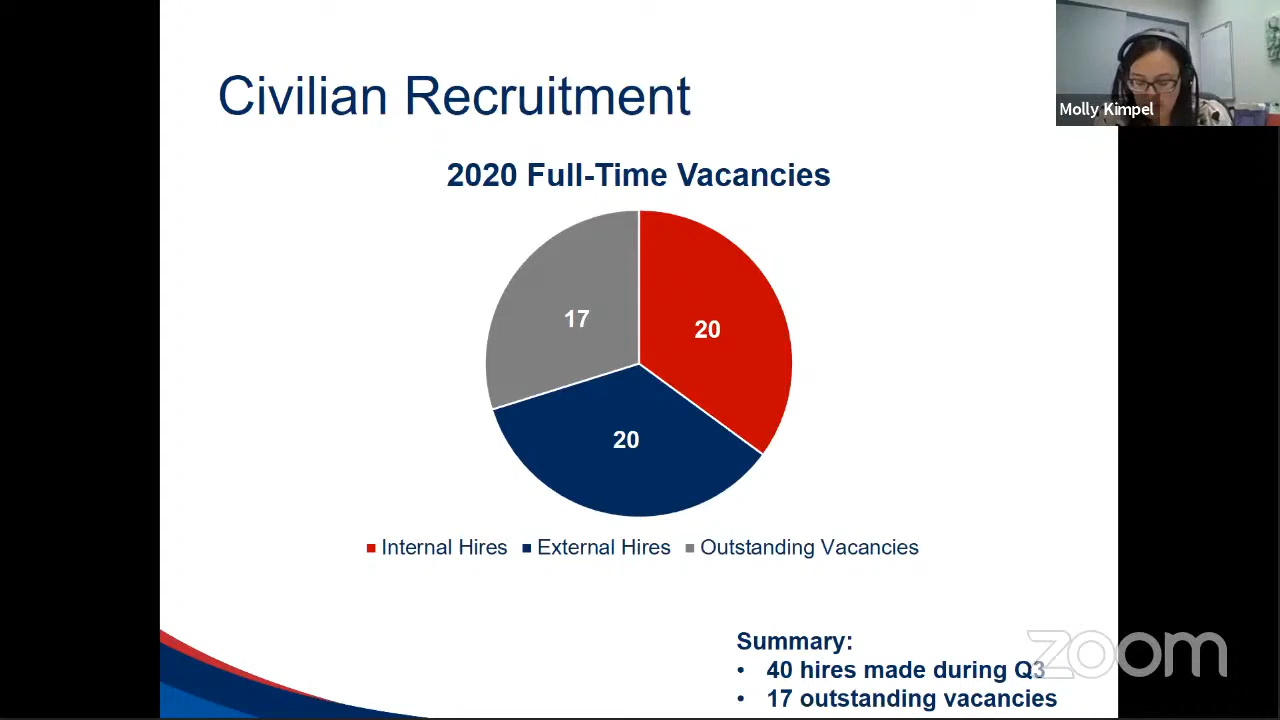 Civilian Recruitment
Molly Kimpel
2020 Full-Time Vacancies
17
20
20
Internal Hires External Hires Outstanding Vacancies
Summary:
• 40 hires made during Q3
• 17 outstanding vacancies
zoom